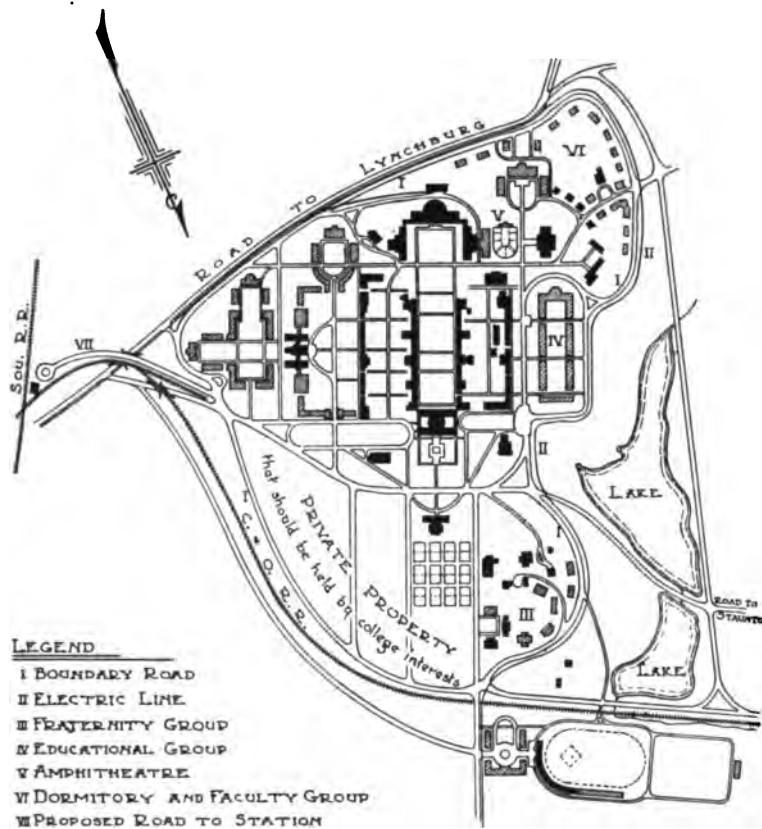 ROAD TO LYNCHBURG
I
VI
V
II
I
SOU. R.R.
VII
IV
II
LAKE
I
C. & O. R. R.
PRIVATE PROPERTY
that should be held by college interests
I
III
ROAD TO
STAUNTON
LAKE
LEGEND
I BOUNDARY ROAD
II ELECTRIC LINE
III FRATERNITY GROUP
IV EDUCATIONAL GROUP
V AMPHITHEATRE
VI DORMITORY AND FACULTY GROUP
VII PROPOSED ROAD TO STATION